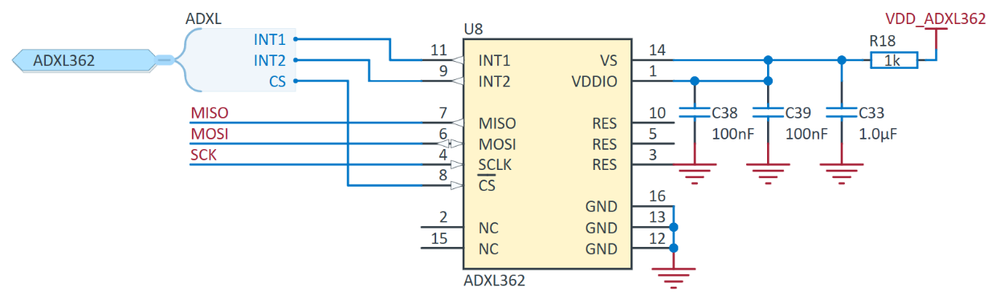 ADXL
ADXL362
INT1
INT2
CS
MISO
MOSI
SCK
U8
11 INT1 VS 14
9 INT2 VDDIO 1
7 MISO RES 10
6 MOSI RES 5
4 SCLK RES 3
8 CS
GND 16
2 NC GND 13
15 NC GND 12
ADXL362
VDD_ADXL362
R18
1k
C38
100nF
C39
100nF
C33
1.0µF